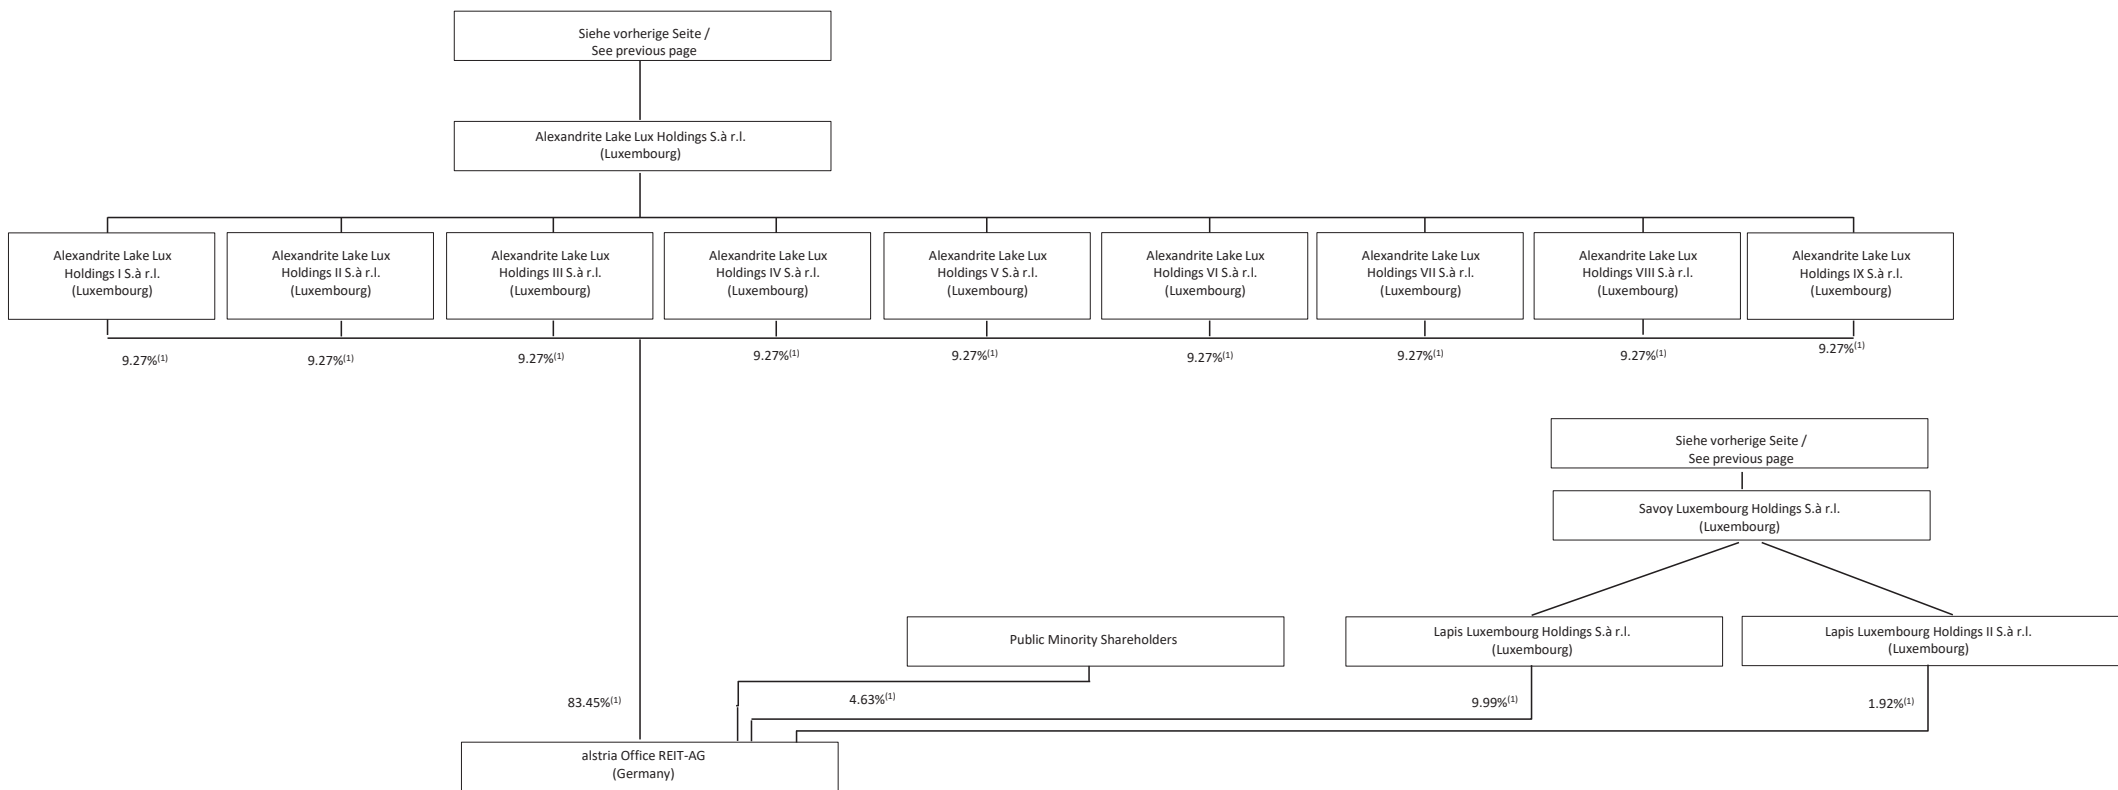 Siehe vorherige Seite /
See previous page
Alexandrite Lake Lux Holdings S.à r.l.
(Luxembourg)
Alexandrite Lake Lux
Holdings I S.à r.l.
(Luxembourg)
Alexandrite Lake Lux
Holdings II S.à r.l.
(Luxembourg)
Alexandrite Lake Lux
Holdings III S.à r.l.
(Luxembourg)
Alexandrite Lake Lux
Holdings IV S.à r.l.
(Luxembourg)
Alexandrite Lake Lux
Holdings V S.à r.l.
(Luxembourg)
Alexandrite Lake Lux
Holdings VI S.à r.l.
(Luxembourg)
Alexandrite Lake Lux
Holdings VII S.à r.l.
(Luxembourg)
Alexandrite Lake Lux
Holdings VIII S.à r.l.
(Luxembourg)
Alexandrite Lake Lux
Holdings IX S.à r.l.
(Luxembourg)
9.27%(1)
9.27%(1)
9.27%(1)
9.27%(1)
9.27%(1)
9.27%(1)
9.27%(1)
9.27%(1)
9.27%(1)
Siehe vorherige Seite /
See previous page
Savoy Luxembourg Holdings S.à r.l.
(Luxembourg)
Public Minority Shareholders
Lapis Luxembourg Holdings S.à r.l.
(Luxembourg)
Lapis Luxembourg Holdings II S.à r.l.
(Luxembourg)
83.45%(1)
4.63%(1)
9.99%(1)
1.92%(1)
alstria Office REIT-AG
(Germany)